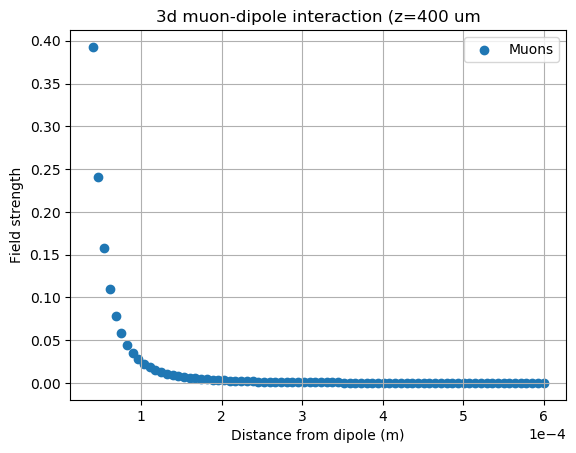 3d muon-dipole interaction (z=400 um
Muons
Field strength
0.40
0.35
0.30
0.25
0.20
0.15
0.10
0.05
0.00
1 2 3 4 5 6
1e−4
Distance from dipole (m)